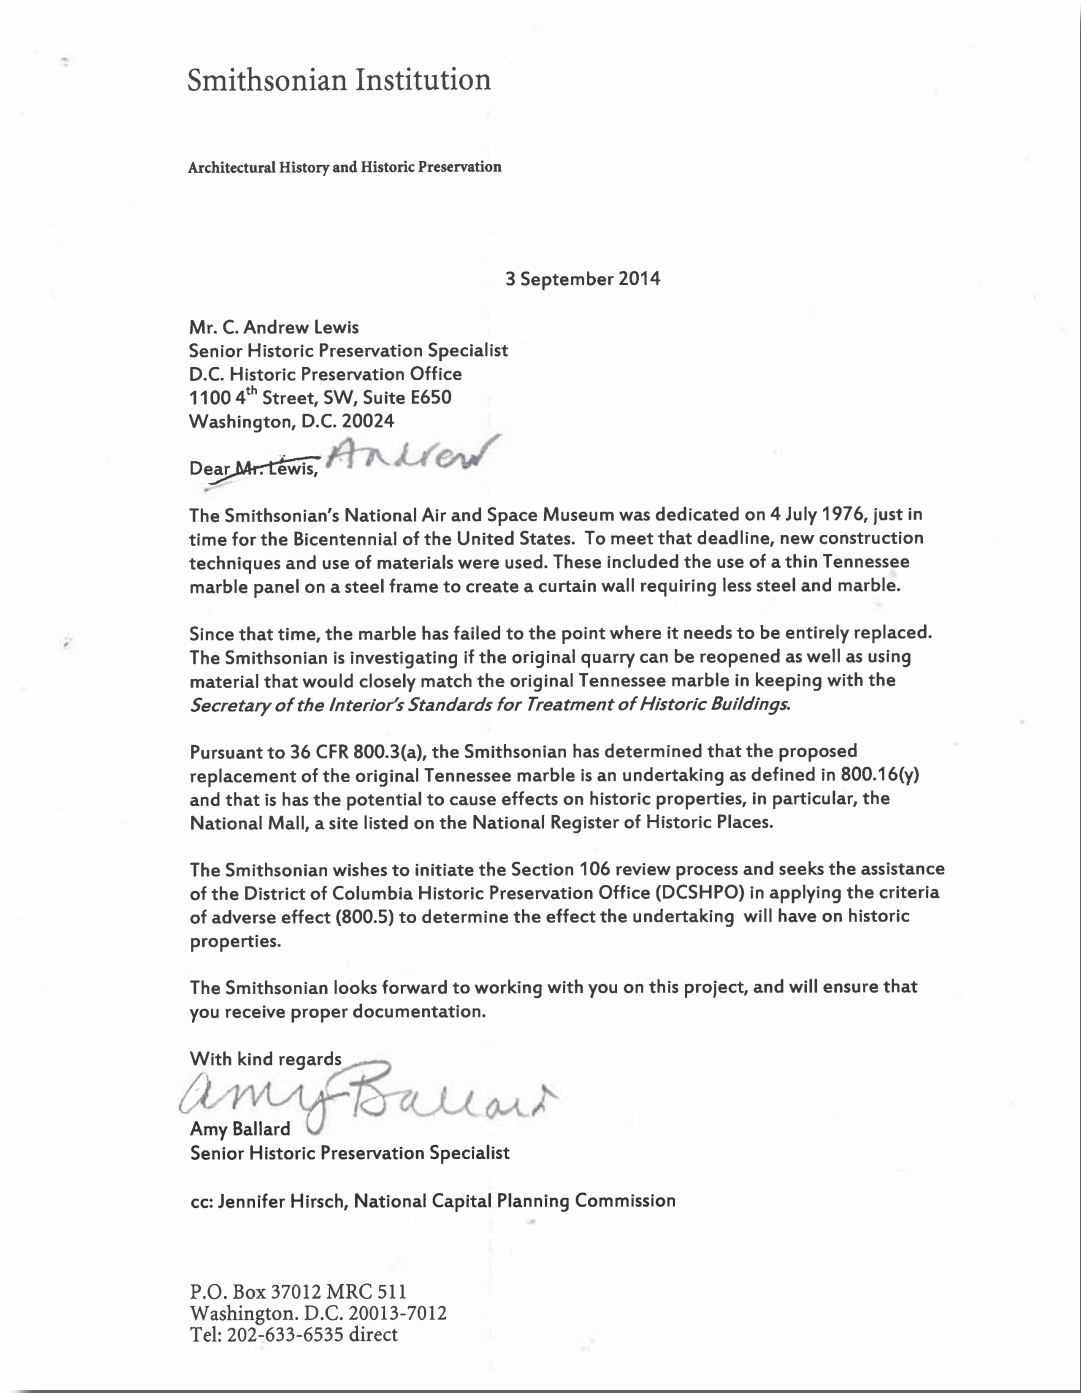 Smithsonian Institution
Architectural History and Historic Preservation
3 September 2014
Mr. C. Andrew Lewis
Senior Historic Preservation Specialist
D.C. Historic Preservation Office
1100 4th Street, SW, Suite E650
Washington, D.C. 20024
Dear Mr. Lewis, Andrew
The Smithsonian's National Air and Space Museum was dedicated on 4 July 1976, just in
time for the Bicentennial of the United States.  To meet that deadline, new construction
techniques and use of materials were used. These included the use of a thin Tennessee
marble panel on a steel frame to create a curtain wall requiring less steel and marble.
Since that time, the marble has failed to the point where it needs to be entirely replaced.
The Smithsonian is investigating if the original quarry can be reopened as well as using
material that would closely match the original Tennessee marble in keeping with the
Secretary of the Interior's Standards for Treatment of Historic Buildings.
Pursuant to 36 CFR 800.3(a), the Smithsonian has determined that the proposed
replacement of the original Tennessee marble is an undertaking as defined in 800.16(y)
and that is has the potential to cause effects on historic properties, in particular, the
National Mall, a site listed on the National Register of Historic Places.
The Smithsonian wishes to initiate the Section 106 review process and seeks the assistance
of the District of Columbia Historic Preservation Office (DCSHPO) in applying the criteria
of adverse effect (800.5) to determine the effect the undertaking  will have on historic
properties.
The Smithsonian looks forward to working with you on this project, and will ensure that
you receive proper documentation.
With kind regards
Amy Ballard
Amy Ballard
Senior Historic Preservation Specialist
cc: Jennifer Hirsch, National Capital Planning Commission
P.O. Box 37012 MRC 511
Washington. D.C. 20013-7012
Tel: 202-633-6535 direct